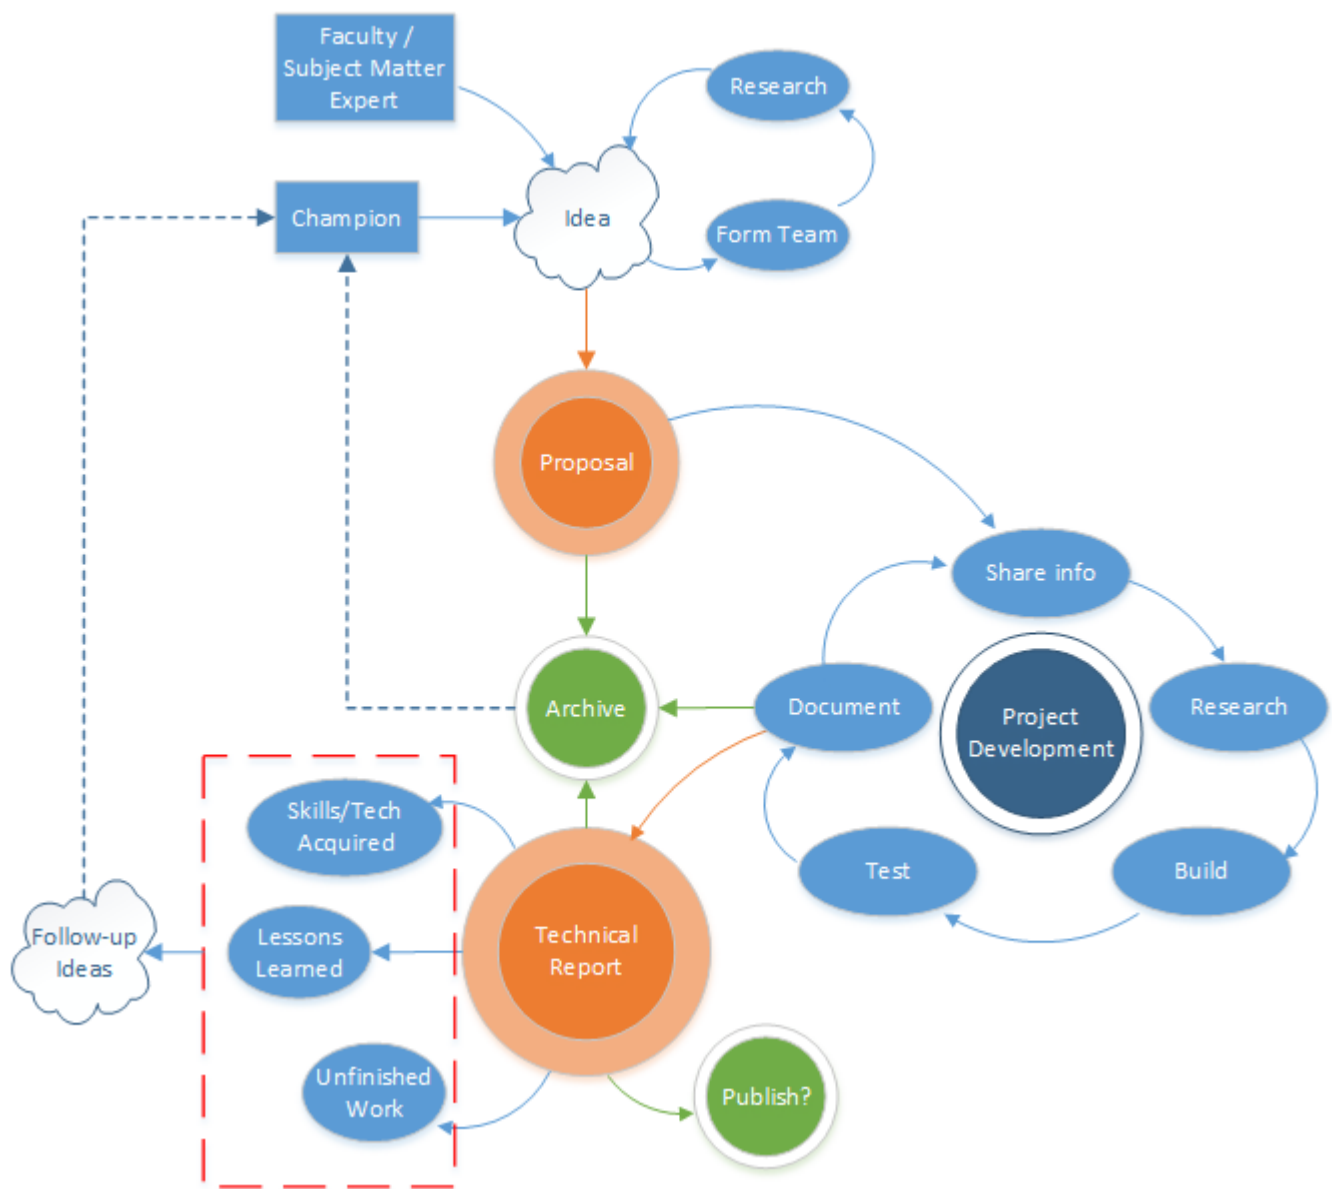 Faculty /
Subject Matter
Expert
Research
Champion
Idea
Form Team
Proposal
Share info
Document
Archive
Project
Development
Research
Skills/Tech
Acquired
Test
Build
Follow-up
Ideas
Lessons
Learned
Technical
Report
Unfinished
Work
Publish?